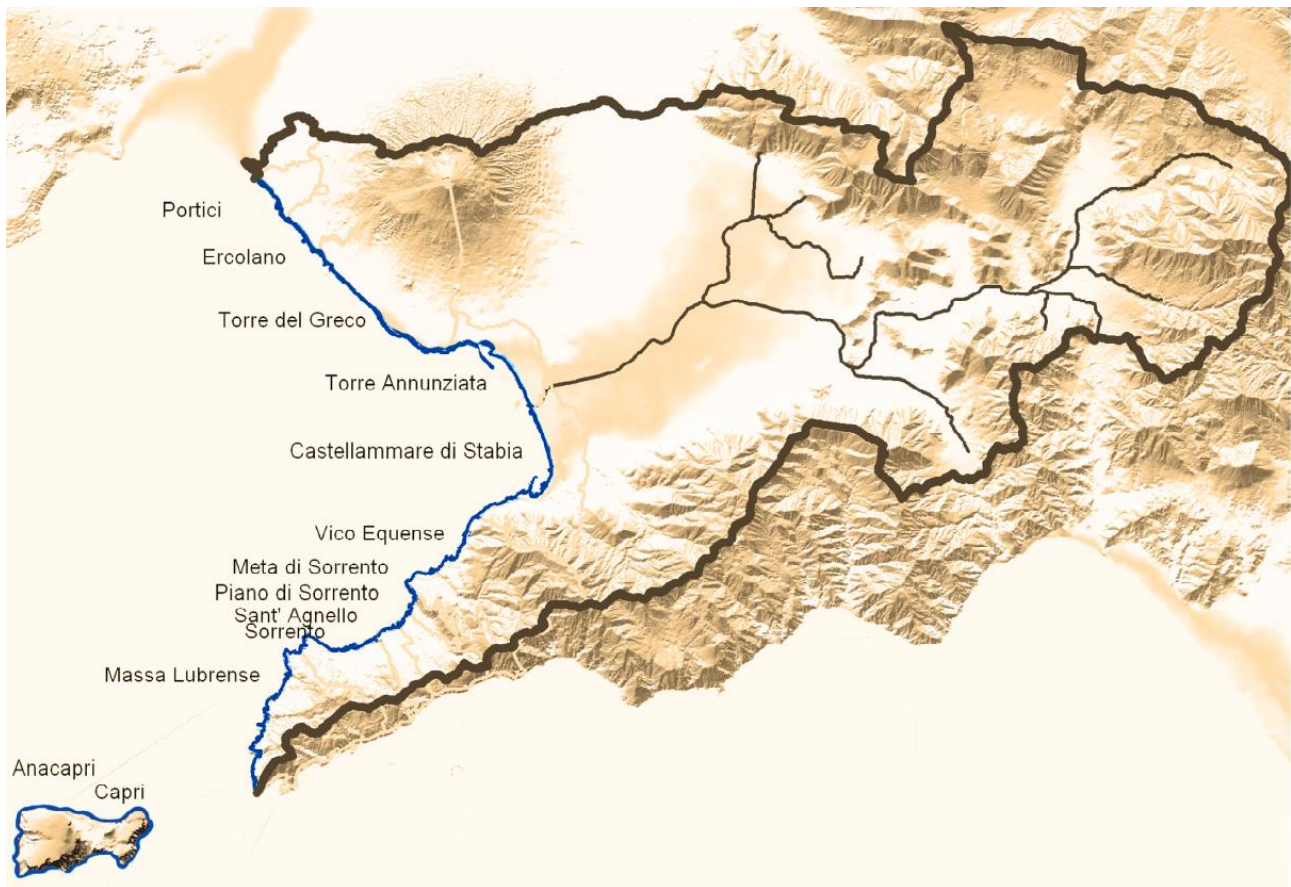 Portici
Ercolano
Torre del Greco
Torre Annunziata
Castellammare di Stabia
Vico Equense
Meta di Sorrento
Piano di Sorrento
Sant' Agnello
Sorrento
Massa Lubrense
Anacapri
Capri